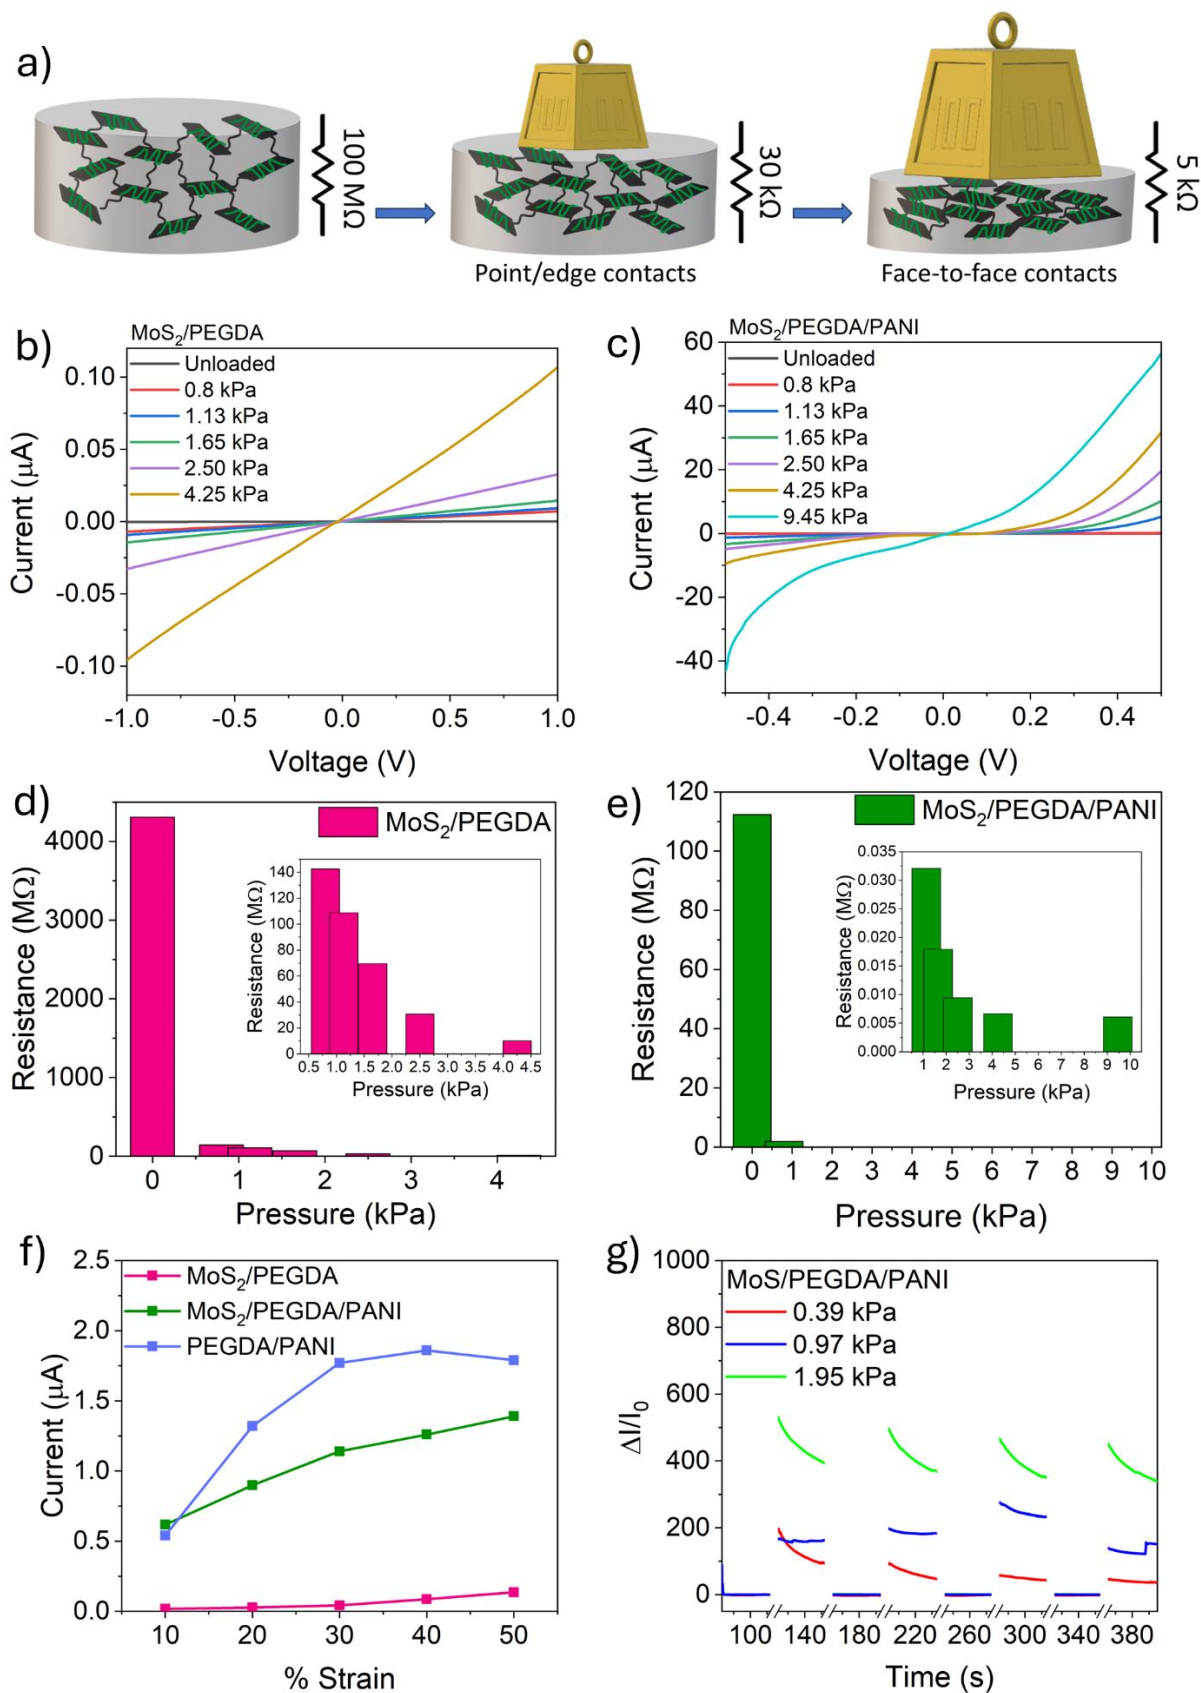 a)
100 MΩ
30 kΩ
5 kΩ
Point/edge contacts
Face-to-face contacts
b)
MoS₂/PEGDA
Unloaded
0.8 kPa
1.13 kPa
1.65 kPa
2.50 kPa
4.25 kPa
0.10
0.05
0.00
-0.05
-0.10
Current (μA)
-1.0 -0.5 0.0 0.5 1.0
Voltage (V)
c)
MoS₂/PEGDA/PANI
Unloaded
0.8 kPa
1.13 kPa
1.65 kPa
2.50 kPa
4.25 kPa
9.45 kPa
60
40
20
0
-20
-40
Current (μA)
-0.4 -0.2 0.0 0.2 0.4
Voltage (V)
d)
MoS₂/PEGDA
4000
3000
2000
1000
0
Resistance (MΩ)
0 1 2 3 4
Pressure (kPa)
140
120
100
80
60
40
20
0
Resistance (MΩ)
0.5 1.0 1.5 2.0 2.5 3.0 3.5 4.0 4.5
Pressure (kPa)
e)
MoS₂/PEGDA/PANI
120
100
80
60
40
20
0
Resistance (MΩ)
0 1 2 3 4 5 6 7 8 9 10
Pressure (kPa)
0.035
0.030
0.025
0.020
0.015
0.010
0.005
0.000
Resistance (MΩ)
1 2 3 4 5 6 7 8 9 10
Pressure (kPa)
f)
MoS₂/PEGDA
MoS₂/PEGDA/PANI
PEGDA/PANI
2.5
2.0
1.5
1.0
0.5
0.0
Current (μA)
10 20 30 40 50
% Strain
g)
MoS/PEGDA/PANI
0.39 kPa
0.97 kPa
1.95 kPa
1000
800
600
400
200
0
ΔI/I₀
100 140 180 220 260 300 340 380
Time (s)